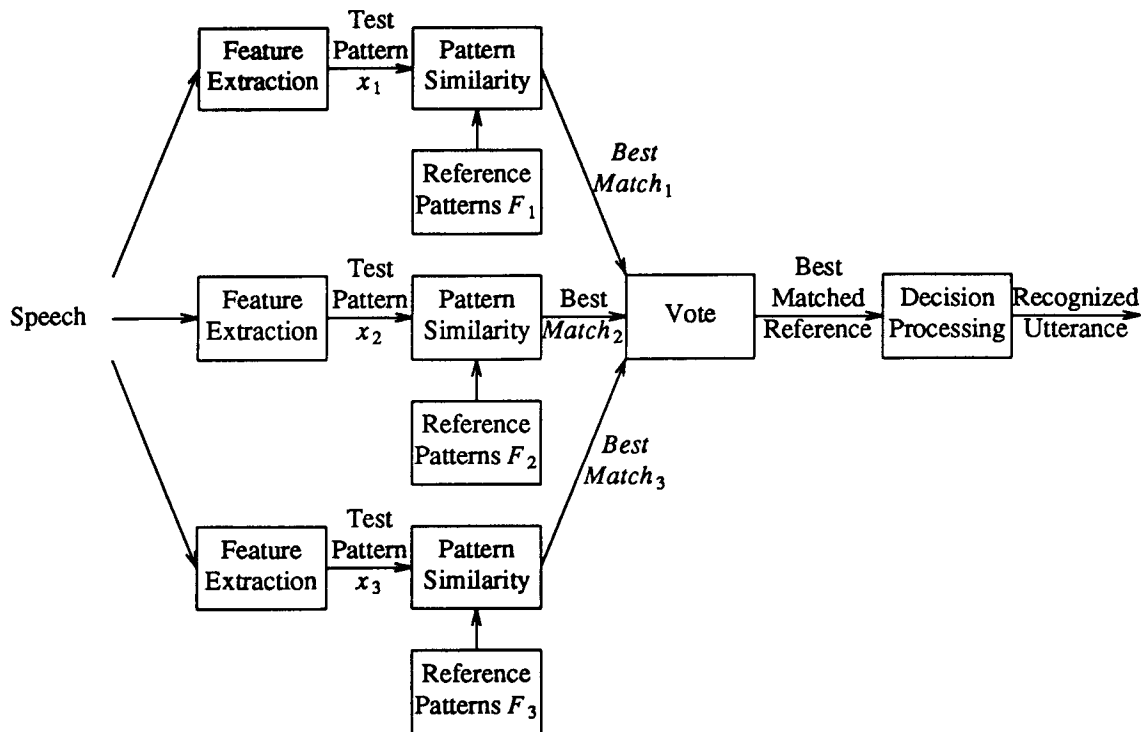 Test
Feature
Extraction
Pattern
x1
Pattern
Similarity
Reference
Patterns F1
Best
Match1
Speech
Feature
Extraction
Test
Pattern
x2
Pattern
Similarity
Reference
Patterns F2
Best
Match2
Vote
Best
Matched
Reference
Decision
Processing
Recognized
Utterance
Feature
Extraction
Test
Pattern
x3
Pattern
Similarity
Reference
Patterns F3
Best
Match3